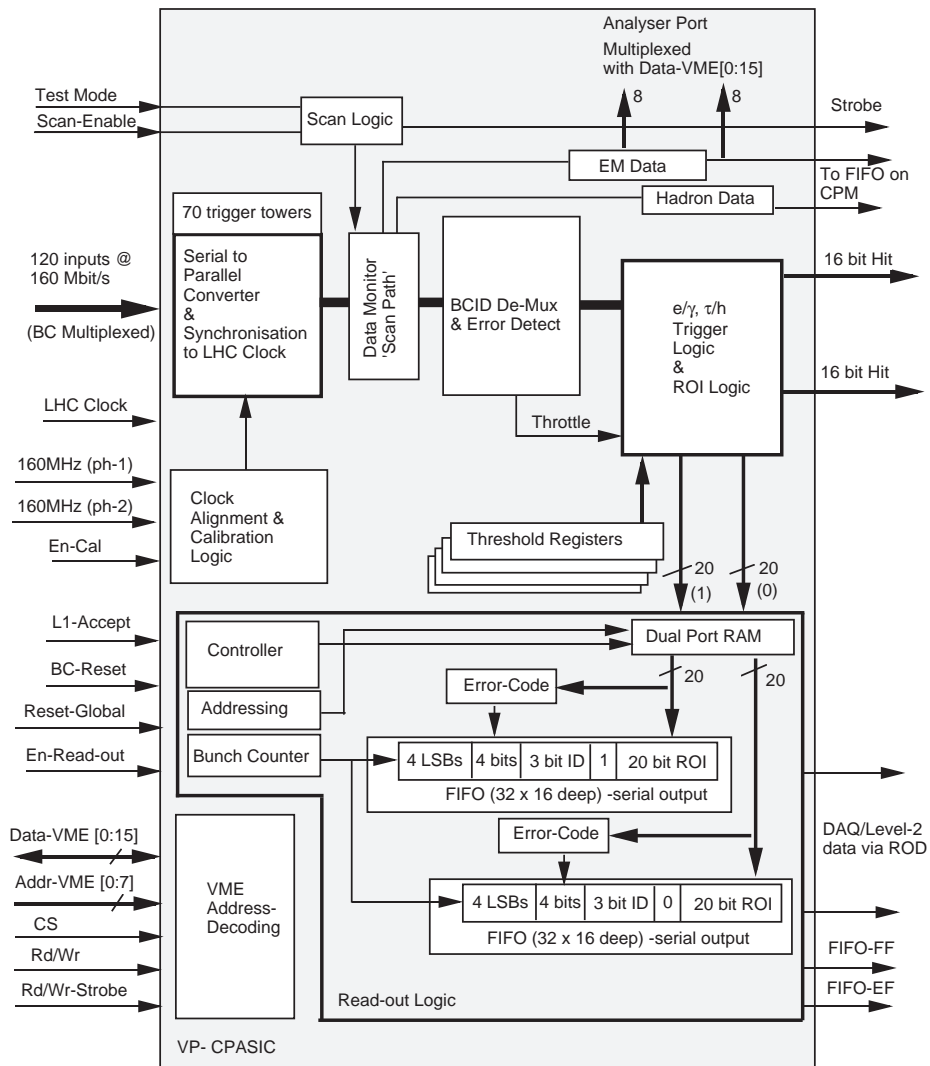 Analyser Port
Multiplexed
with Data-VME[0:15]
8
8
Test Mode
Scan-Enable
Scan Logic
Strobe
EM Data
To FIFO on
CPM
Hadron Data
70 trigger towers
120 inputs @
160 Mbit/s
(BC Multiplexed)
Serial to
Parallel
Converter
&
Synchronisation
to LHC Clock
Data Monitor
'Scan Path'
BCID De-Mux
& Error Detect
e/γ, τ/h
Trigger
Logic
&
ROI Logic
16 bit Hit
16 bit Hit
Throttle
LHC Clock
160MHz (ph-1)
160MHz (ph-2)
En-Cal
Clock
Alignment &
Calibration
Logic
Threshold Registers
20
(1)
20
(0)
L1-Accept
BC-Reset
Reset-Global
En-Read-out
Controller
Addressing
Bunch Counter
Dual Port RAM
20
20
Error-Code
4 LSBs 4 bits 3 bit ID 1 20 bit ROI
FIFO (32 x 16 deep) -serial output
Error-Code
4 LSBs 4 bits 3 bit ID 0 20 bit ROI
FIFO (32 x 16 deep) -serial output
DAQ/Level-2
data via ROD
FIFO-FF
FIFO-EF
Data-VME [0:15]
Addr-VME [0:7]
CS
Rd/Wr
Rd/Wr-Strobe
VME
Address-
Decoding
Read-out Logic
VP- CPASIC